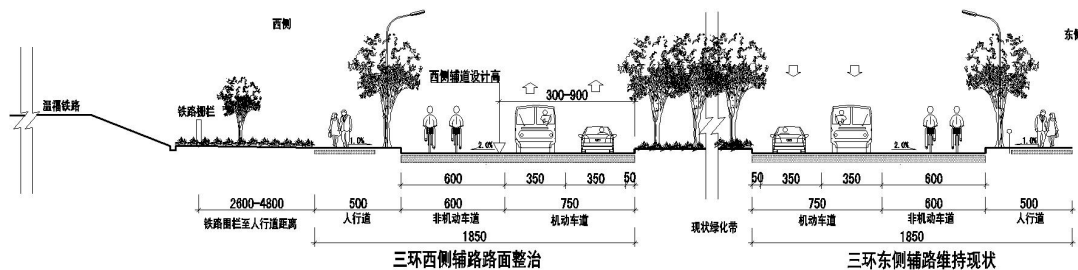 西侧
东侧
西侧辅道设计高
300-900
温福铁路
铁路栅栏
1.0%
2.0%
2.0%
1.0%
600
350
350
50
50
350
350
600
2600-4800
500
600
750
750
600
500
铁路围栏至人行道距离
人行道
非机动车道
机动车道
现状绿化带
机动车道
非机动车道
人行道
1850
1850
三环西侧辅路路面整治
三环东侧辅路维持现状